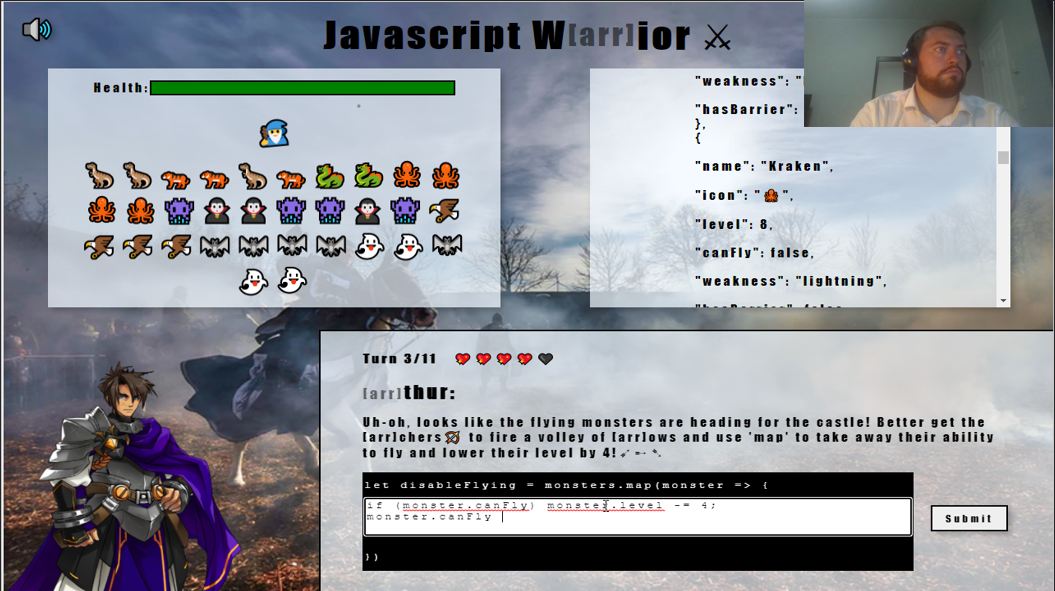 Javascript W[arr]ior
Health:
"weakness": "
"hasBarrier":
},
{
"name": "Kraken",
"icon": "🐙",
"level": 8,
"canFly": false,
"weakness": "lightning",
"hasBarrier": false
Turn 3/11
[arr]thur:
Uh-oh, looks like the flying monsters are heading for the castle! Better get the
[arr]chers🏹 to fire a volley of [arr]ows and use 'map' to take away their ability
to fly and lower their level by 4!
let disableFlying = monsters.map(monster => {
if (monster.canFly) monster.level -= 4;
monster.canFly
})
Submit